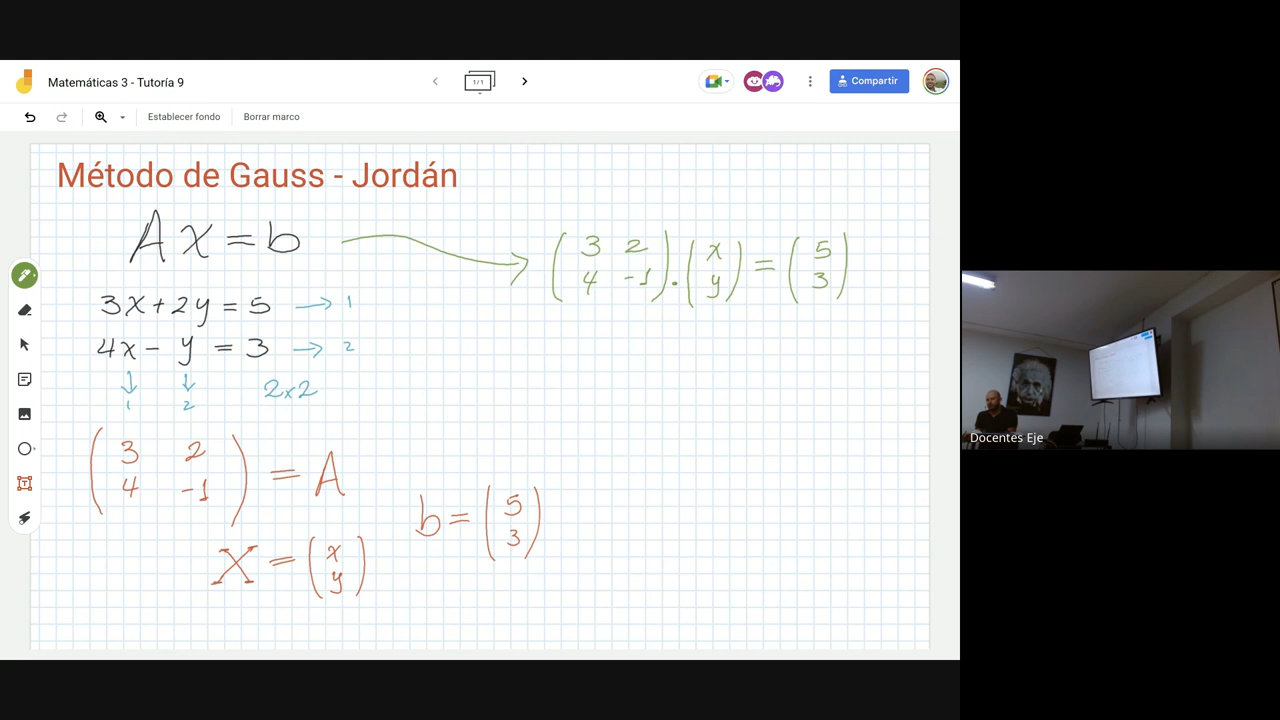 Matemáticas 3 - Tutoría 9
1/1
Compartir
Establecer fondo
Borrar marco
Método de Gauss - Jordán
Ax = b
(3 2
4 -1) . (x
y) = (5
3)
3x + 2y = 5 → 1
4x - y = 3 → 2
↓ ↓
1 2
2x2
(3 2
4 -1) = A
b = (5
3)
X = (x
y)
Docentes Eje